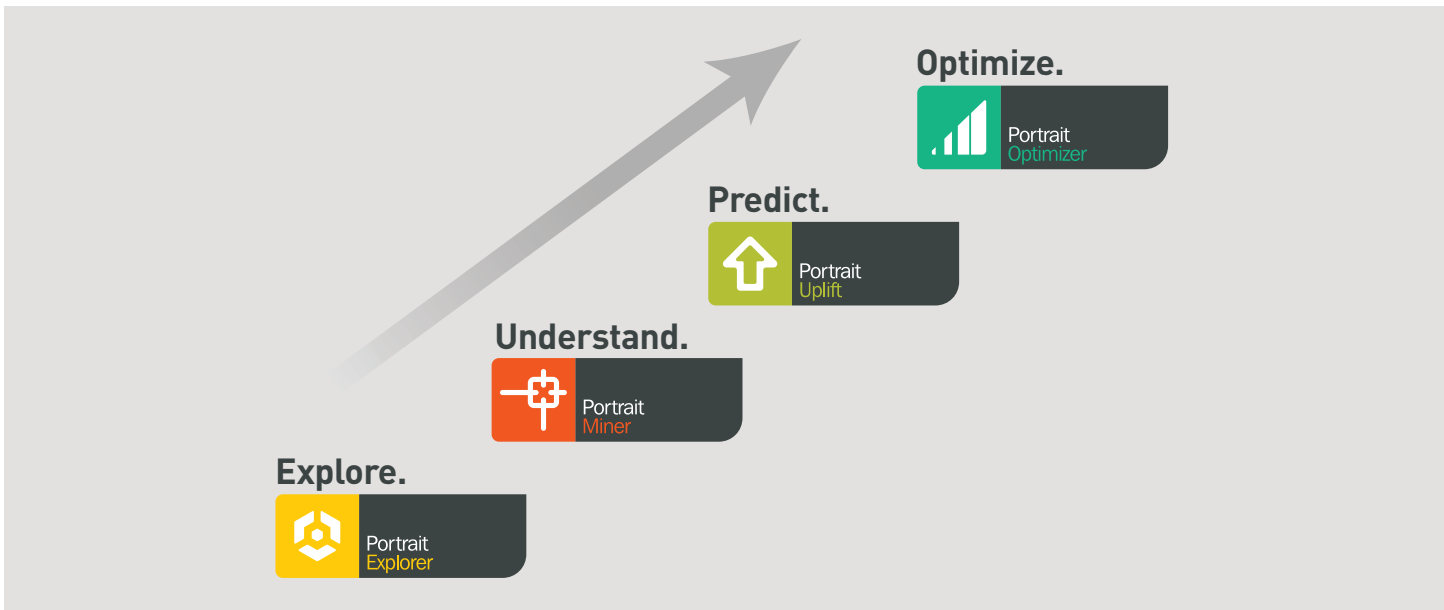 Optimize.
Portrait
Optimizer
Predict.
Portrait
Uplift
Understand.
Portrait
Miner
Explore.
Portrait
Explorer